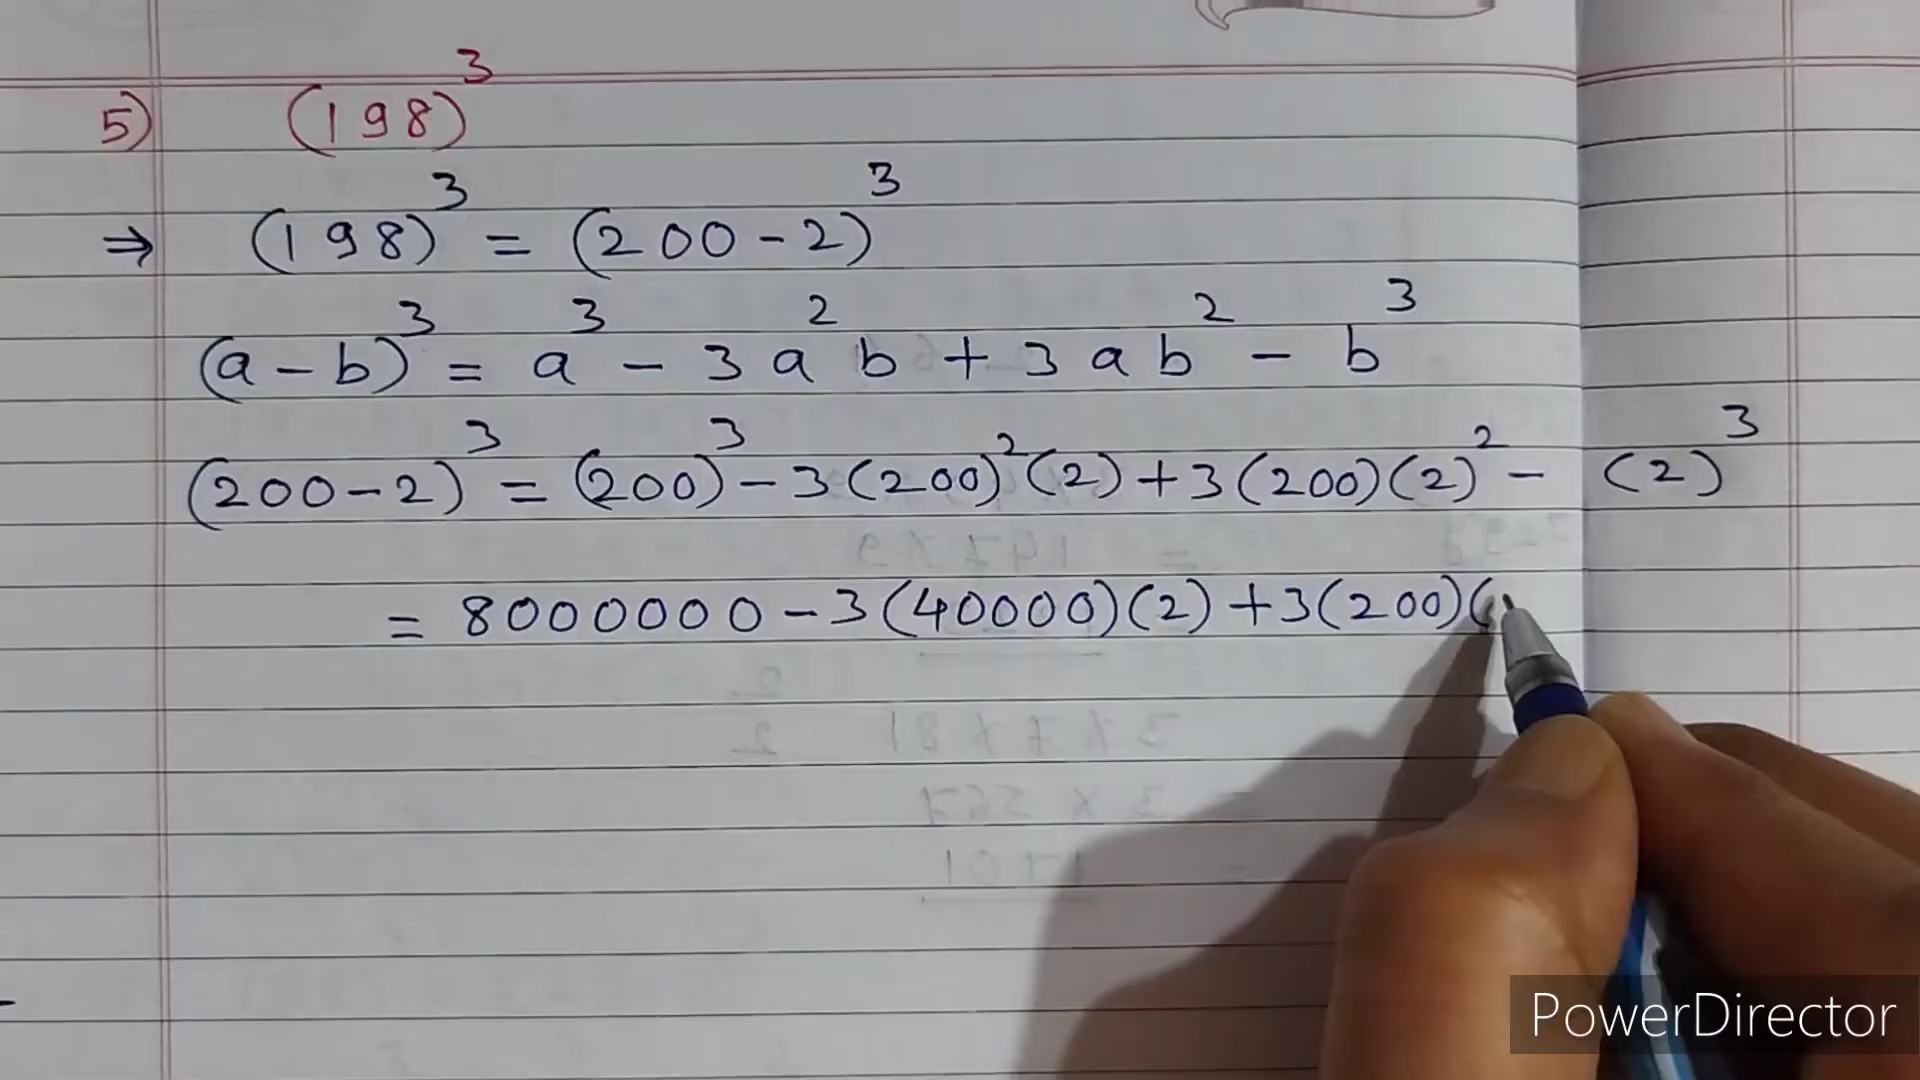 5) (198)³
⇒ (198)³ = (200-2)³
(a-b)³ = a³ - 3a²b + 3ab² - b³
(200-2)³ = (200)³ - 3(200)²(2) + 3(200)(2)² - (2)³
= 8000000 - 3(40000)(2) + 3(200)(
PowerDirector